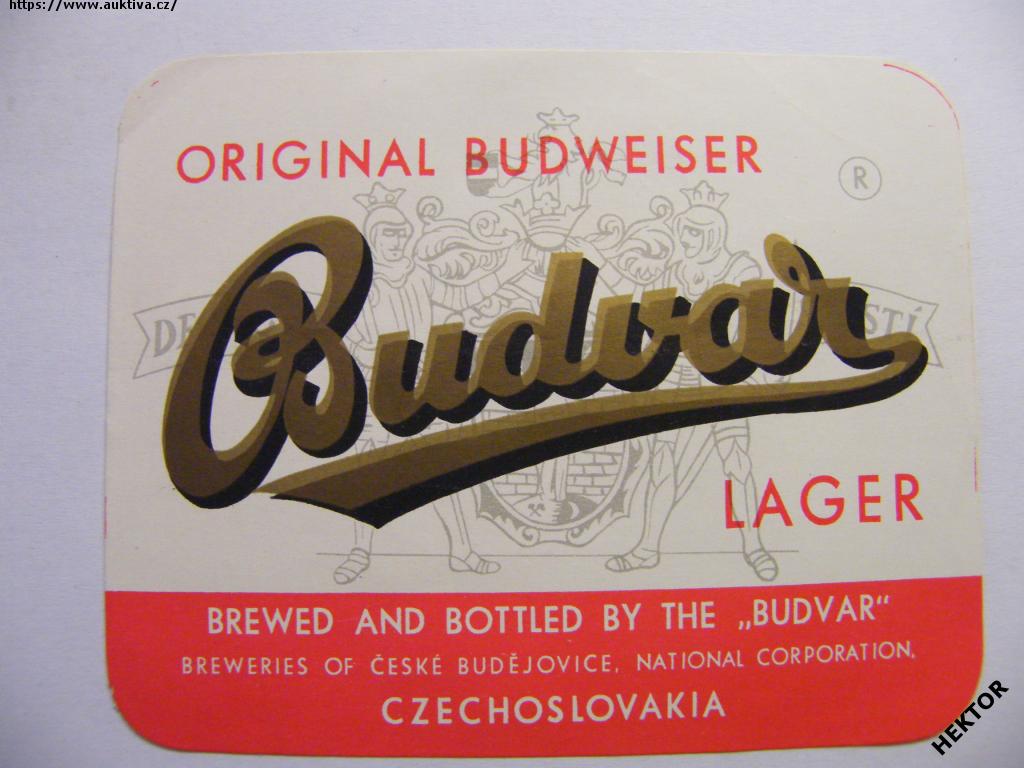 https://www.auktiva.cz/
ORIGINAL BUDWEISER
R
Budvar
LAGER
BREWED AND BOTTLED BY THE „BUDVAR“
BREWERIES OF ČESKÉ BUDĚJOVICE, NATIONAL CORPORATION,
CZECHOSLOVAKIA
HEKTOR